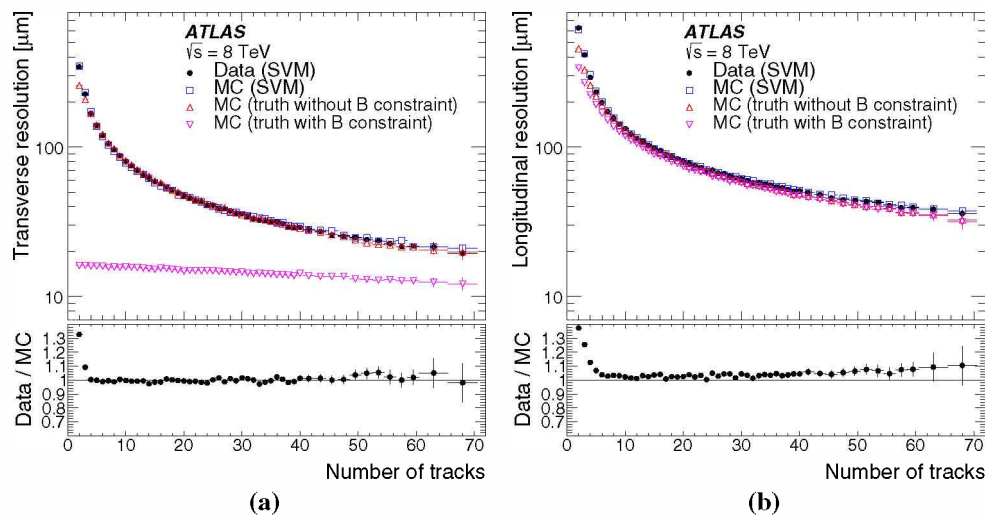 Transverse resolution [μm]
ATLAS
√s = 8 TeV
Data (SVM)
MC (SVM)
MC (truth without B constraint)
MC (truth with B constraint)
100
10
Data / MC
1.3
1.2
1.1
1
0.9
0.8
0.7
0 10 20 30 40 50 60 70
Number of tracks
(a)
Longitudinal resolution [μm]
ATLAS
√s = 8 TeV
Data (SVM)
MC (SVM)
MC (truth without B constraint)
MC (truth with B constraint)
100
10
Data / MC
1.3
1.2
1.1
1
0.9
0.8
0.7
0 10 20 30 40 50 60 70
Number of tracks
(b)